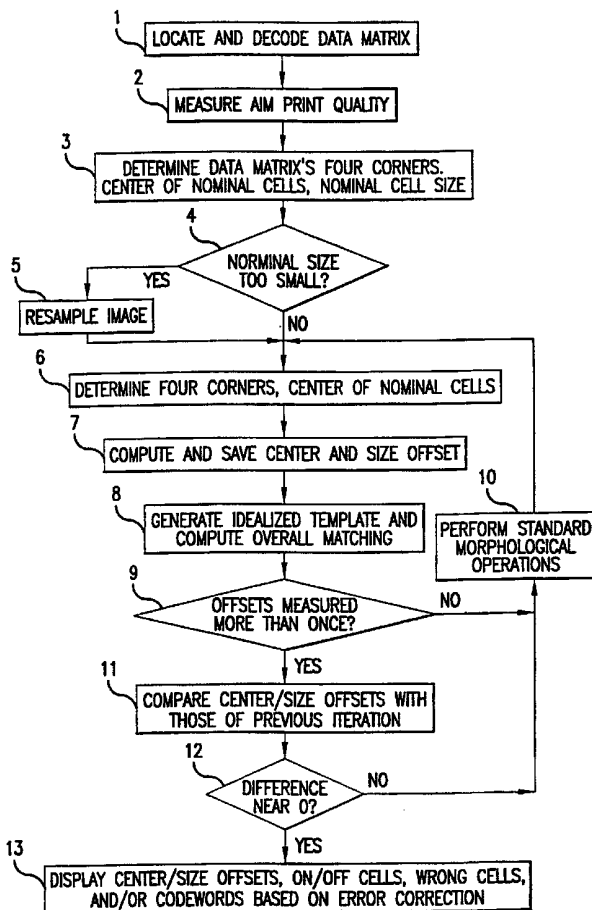 1
LOCATE AND DECODE DATA MATRIX
2
MEASURE AIM PRINT QUALITY
3
DETERMINE DATA MATRIX'S FOUR CORNERS.
CENTER OF NOMINAL CELLS, NOMINAL CELL SIZE
4
NORMINAL SIZE
TOO SMALL?
YES
NO
5
RESAMPLE IMAGE
6
DETERMINE FOUR CORNERS, CENTER OF NOMINAL CELLS
7
COMPUTE AND SAVE CENTER AND SIZE OFFSET
8
GENERATE IDEALIZED TEMPLATE AND
COMPUTE OVERALL MATCHING
9
OFFSETS MEASURED
MORE THAN ONCE?
NO
YES
10
PERFORM STANDARD
MORPHOLOGICAL
OPERATIONS
11
COMPARE CENTER/SIZE OFFSETS WITH
THOSE OF PREVIOUS ITERATION
12
DIFFERENCE
NEAR 0?
NO
YES
13
DISPLAY CENTER/SIZE OFFSETS, ON/OFF CELLS, WRONG CELLS,
AND/OR CODEWORDS BASED ON ERROR CORRECTION